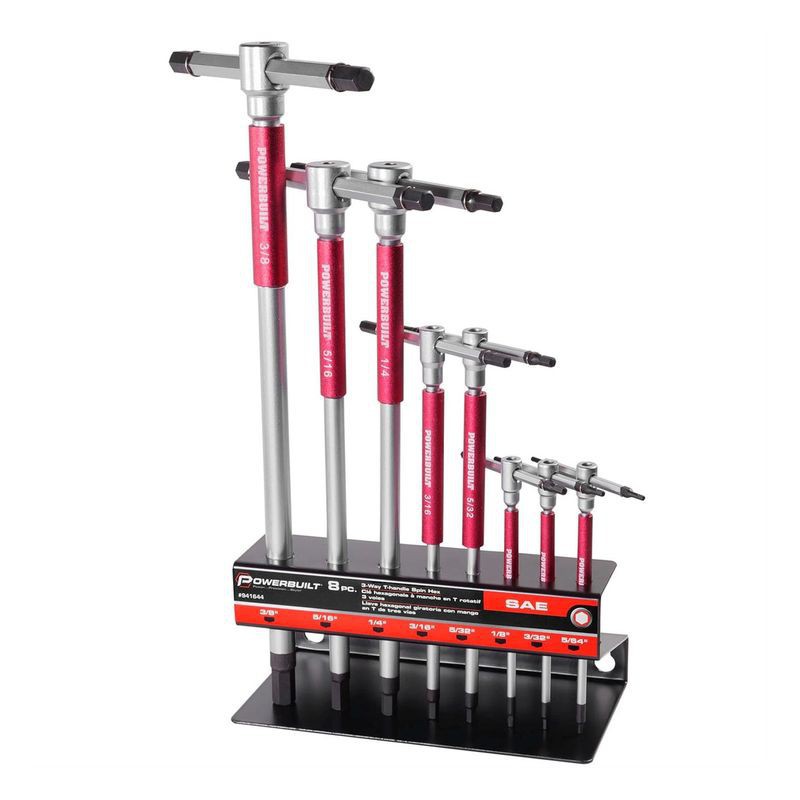 POWERBUILT 3/8
POWERBUILT 5/16
POWERBUILT 1/4
POWERBUILT 3/16
POWERBUILT 5/32
POWERB
POWERB
POWERB
POWERBUILT®
Power—Precision—Build!
#941644
8 PC.
3-Way T-handle Spin Hex
Clé hexagonale à manche en T rotatif
3 voies
Llave hexagonal giratoria con mango
en T de tres vías
SAE
3/8" 5/16" 1/4" 3/16" 5/32" 1/8" 3/32" 5/64"